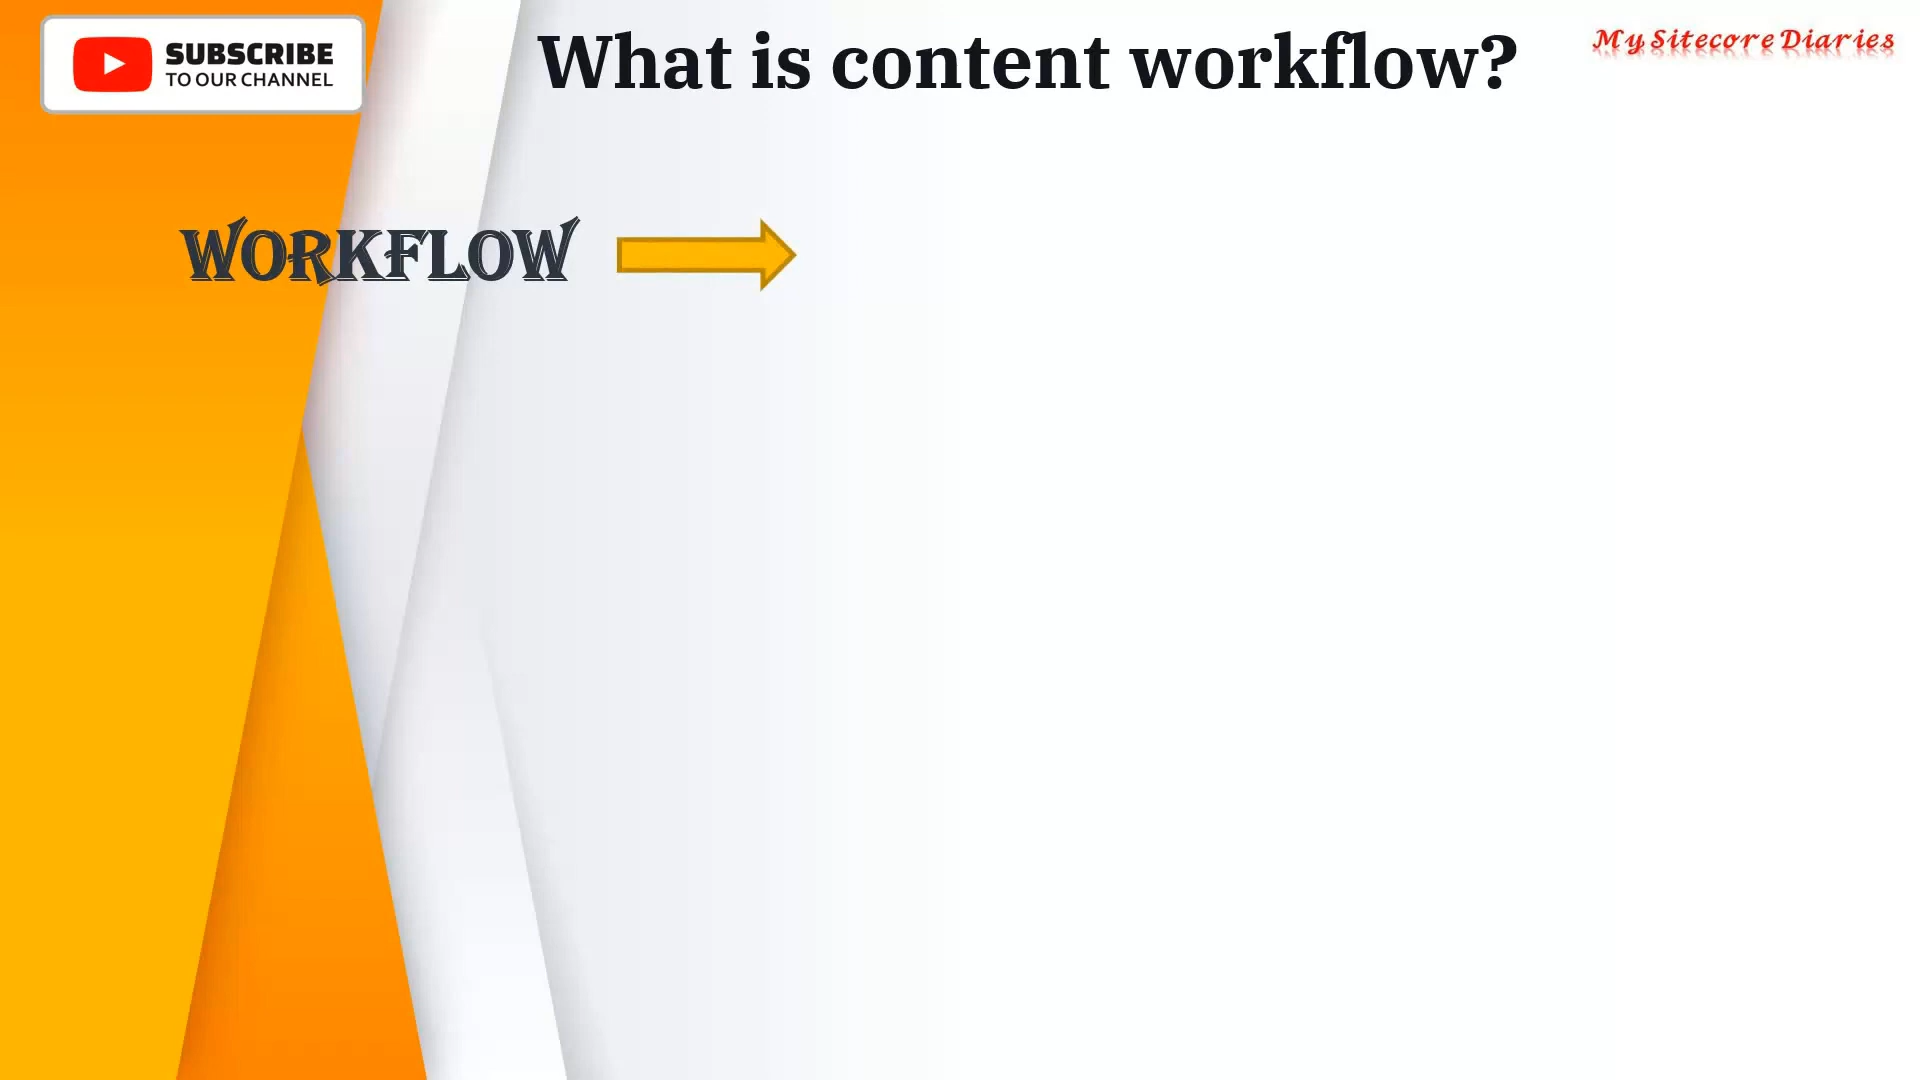 SUBSCRIBE
TO OUR CHANNEL
What is content workflow?
My Sitecore Diaries
WORKFLOW